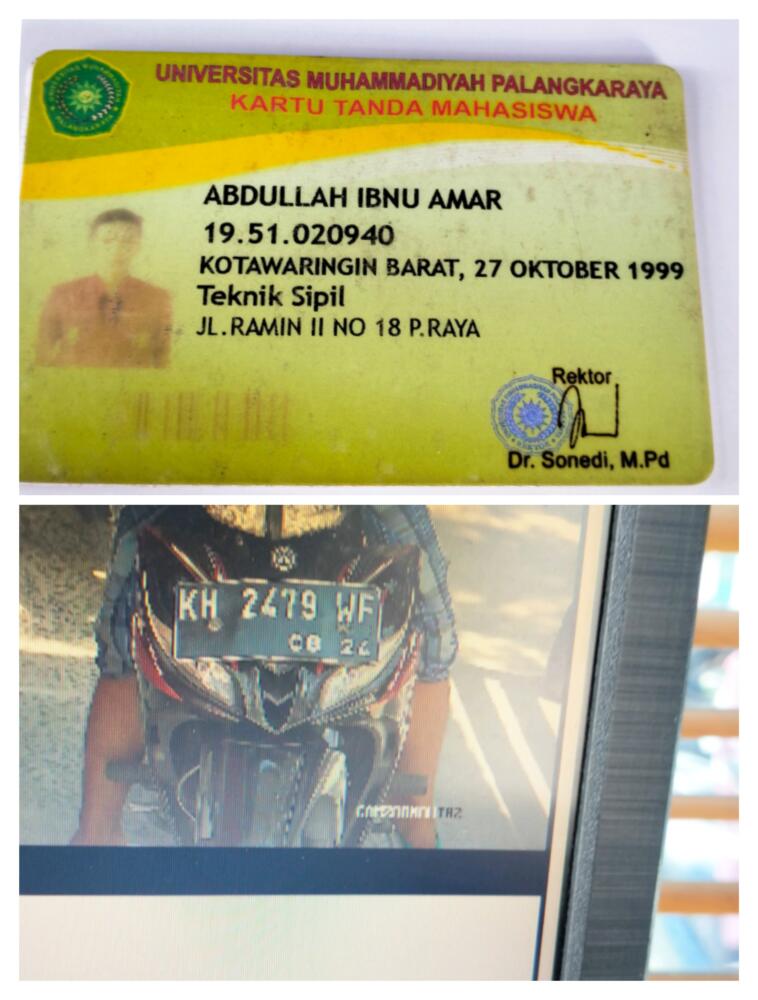 UNIVERSITAS MUHAMMADIYAH PALANGKARAYA
KARTU TANDA MAHASISWA
ABDULLAH IBNU AMAR
19.51.020940
KOTAWARINGIN BARAT, 27 OKTOBER 1999
Teknik Sipil
JL.RAMIN II NO 18 P.RAYA
Rektor
Dr. Sonedi, M.Pd
KH 2479 WF
08 24